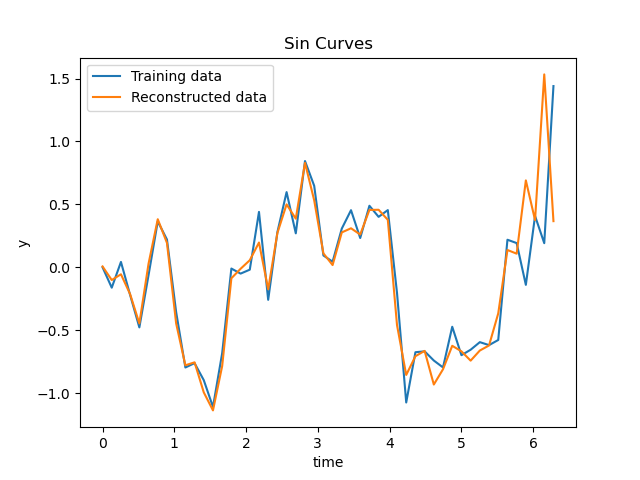 Sin Curves
Training data
Reconstructed data
1.5
1.0
0.5
0.0
−0.5
−1.0
y
0 1 2 3 4 5 6
time